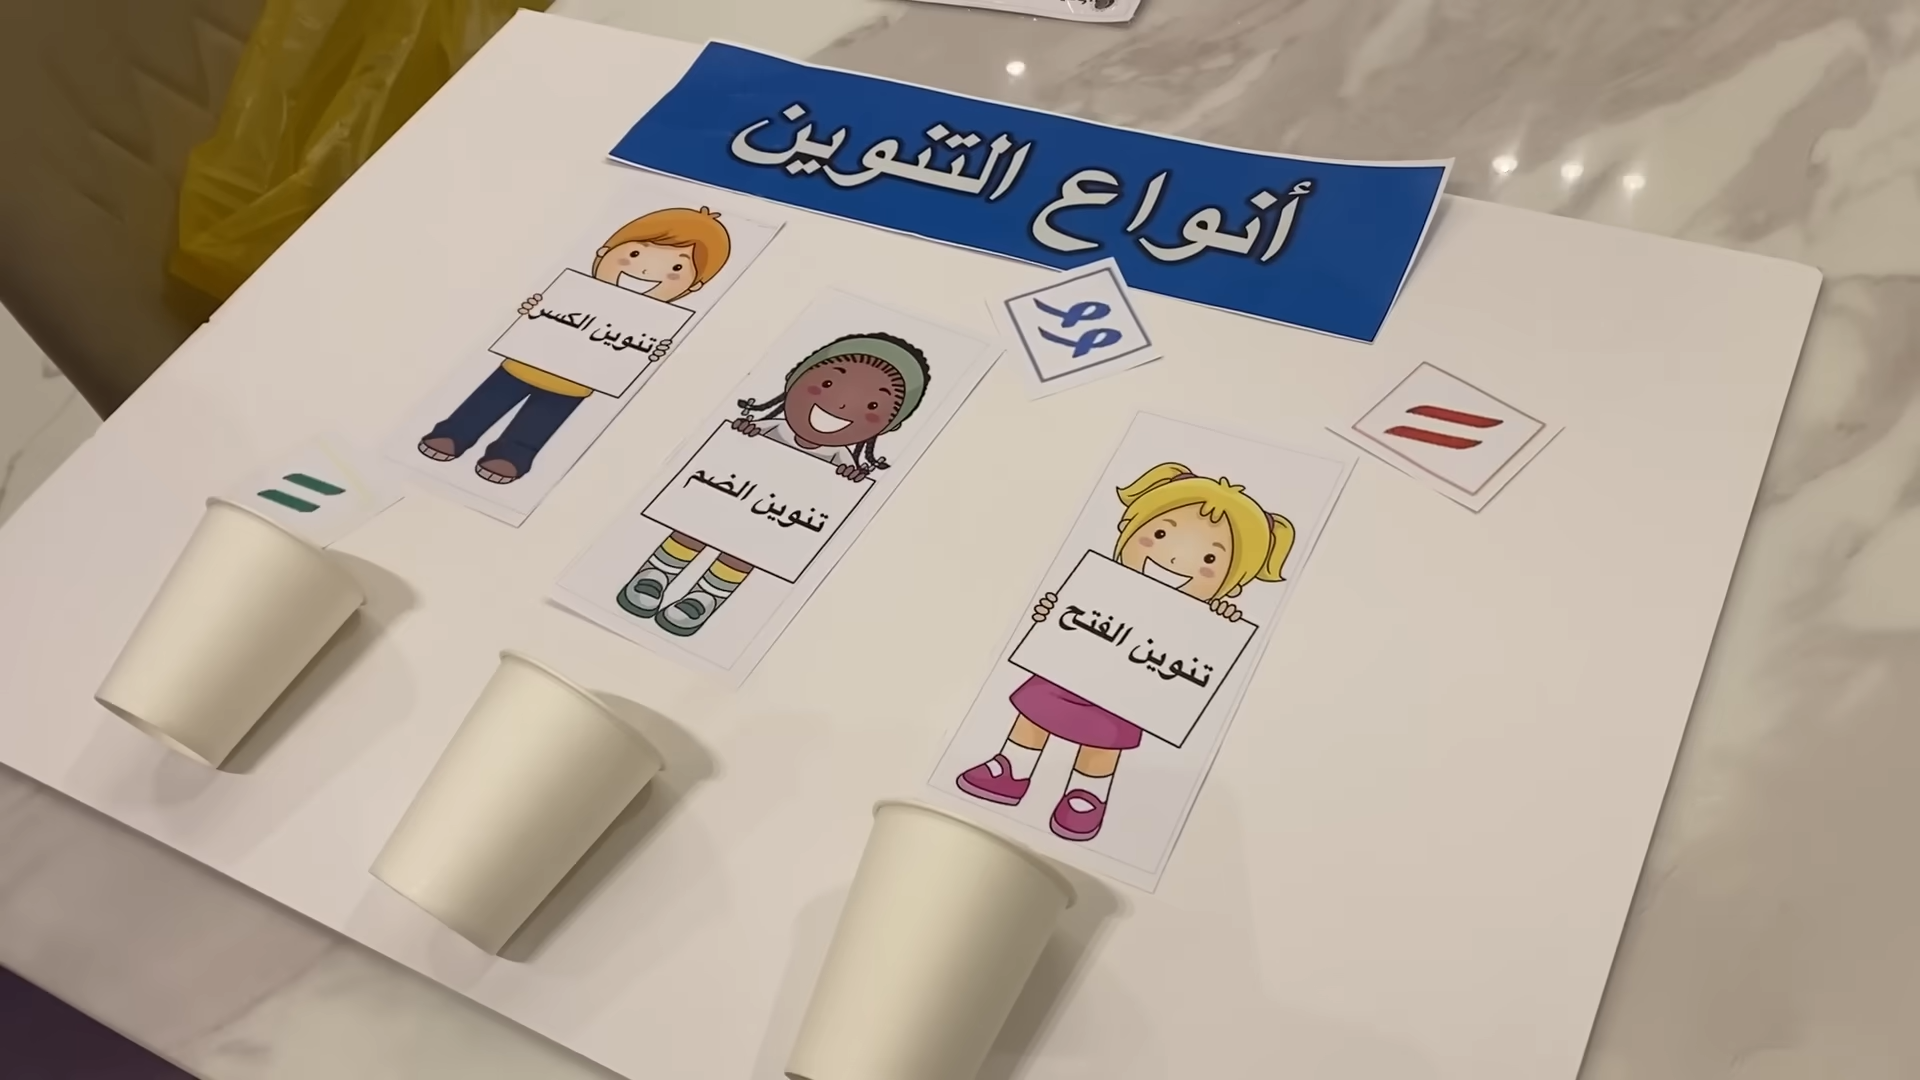 أنواع التنوين
تنوين الفتح
تنوين الضم
تنوين الكسر